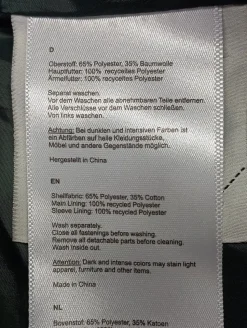 D
Oberstoff: 65% Polyester, 35% Baumwolle
Hauptfutter: 100% recyceltes Polyester
Ärmelfutter: 100% recyceltes Polyester
Separat waschen.
Vor dem Waschen alle abnehmbaren Teile entfernen.
Alle Verschlüsse vor dem Waschen schließen.
Von links waschen.
Achtung: Bei dunklen und intensiven Farben ist
ein Abfärben auf helle Kleidungsstücke,
Möbel und andere Gegenstände möglich.
Hergestellt in China
EN
Shellfabric: 65% Polyester, 35% Cotton
Main Lining: 100% recycled Polyester
Sleeve Lining: 100% recycled Polyester
Wash separately.
Close all fastenings before washing.
Remove all detachable parts before cleaning.
Wash inside out.
Attention: Dark and intense colors may stain light
apparel, furniture and other items.
Made in China
NL
Bovenstof: 65% Polyester, 35% Katoen